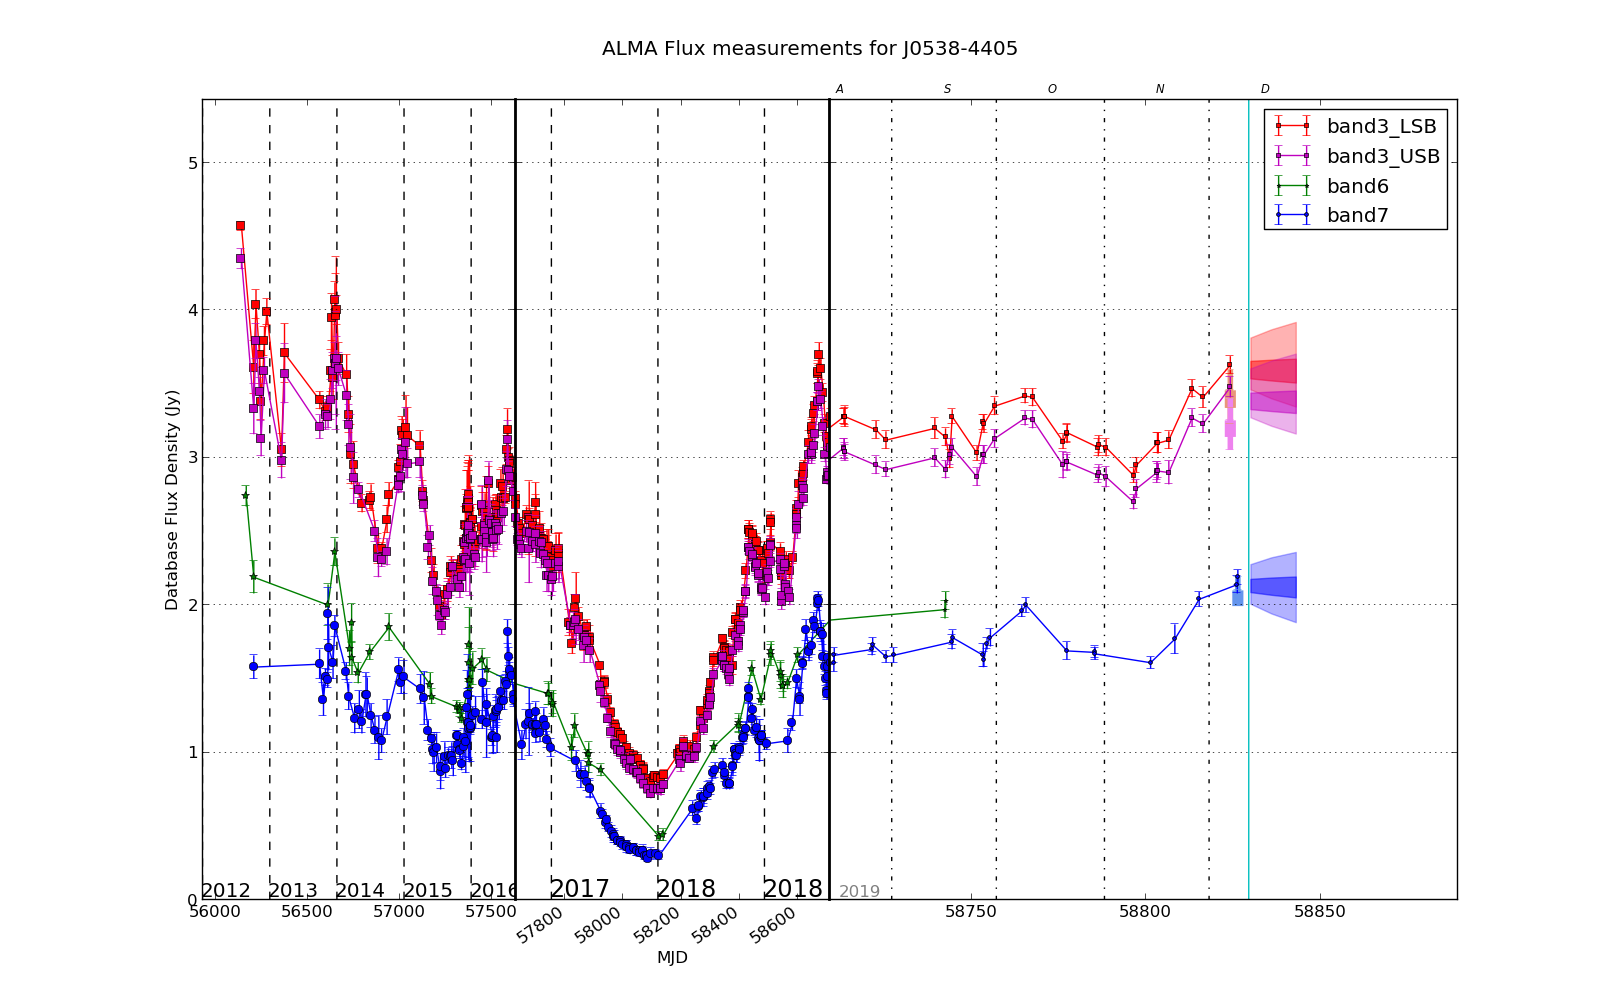 ALMA Flux measurements for J0538-4405
A S O N D
band3_LSB
band3_USB
band6
band7
5
4
3
2
1
0
Database Flux Density (Jy)
2012 2013 2014 2015 2016 2017 2018 2018 2019
56000 56500 57000 57500 57800 58000 58200 58400 58600 58750 58800 58850
MJD